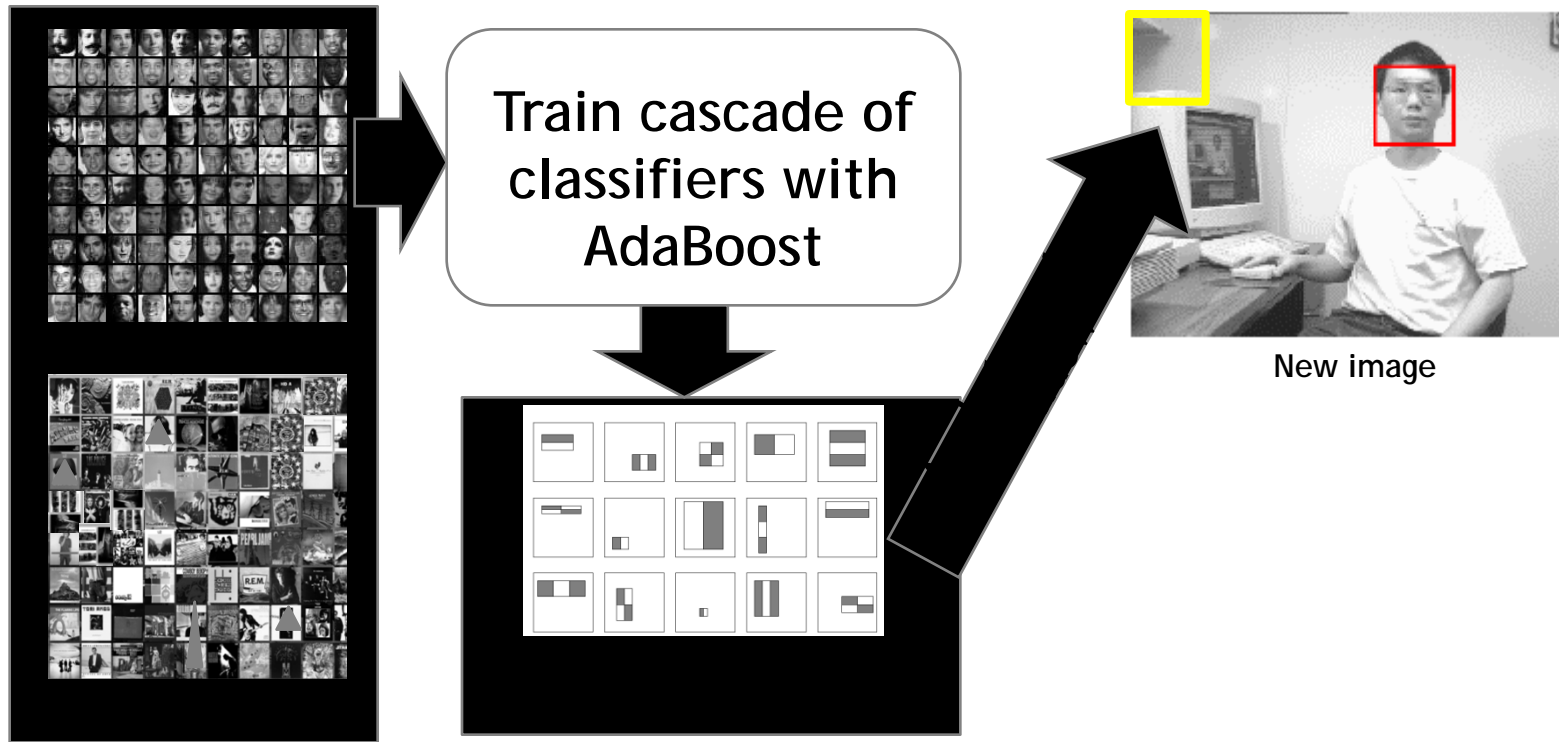 Train cascade of
classifiers with
AdaBoost
New image
R.E.M.